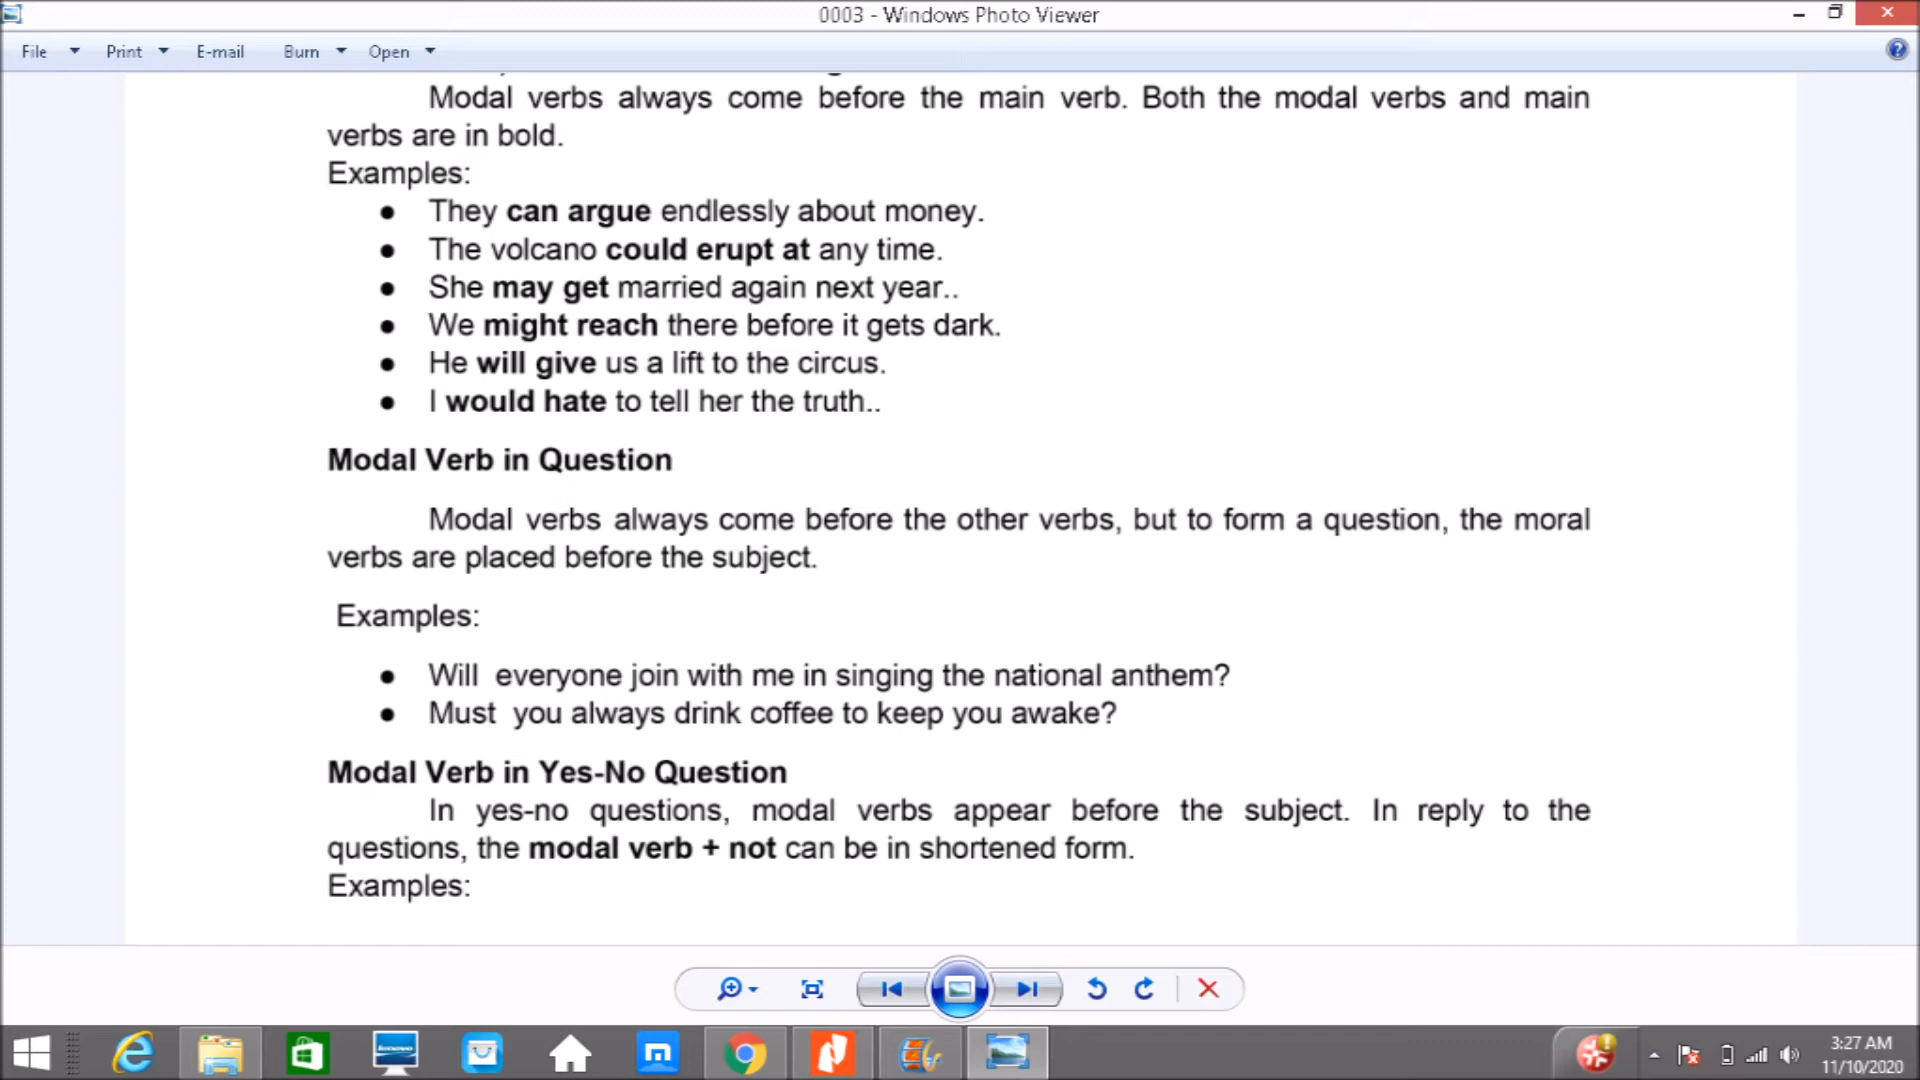 0003 - Windows Photo Viewer
File Print E-mail Burn Open
Modal verbs always come before the main verb. Both the modal verbs and main
verbs are in bold.
Examples:
● They can argue endlessly about money.
● The volcano could erupt at any time.
● She may get married again next year..
● We might reach there before it gets dark.
● He will give us a lift to the circus.
● I would hate to tell her the truth..
Modal Verb in Question
Modal verbs always come before the other verbs, but to form a question, the moral
verbs are placed before the subject.
Examples:
● Will everyone join with me in singing the national anthem?
● Must you always drink coffee to keep you awake?
Modal Verb in Yes-No Question
In yes-no questions, modal verbs appear before the subject. In reply to the
questions, the modal verb + not can be in shortened form.
Examples:
lenovo
3:27 AM
11/10/2020